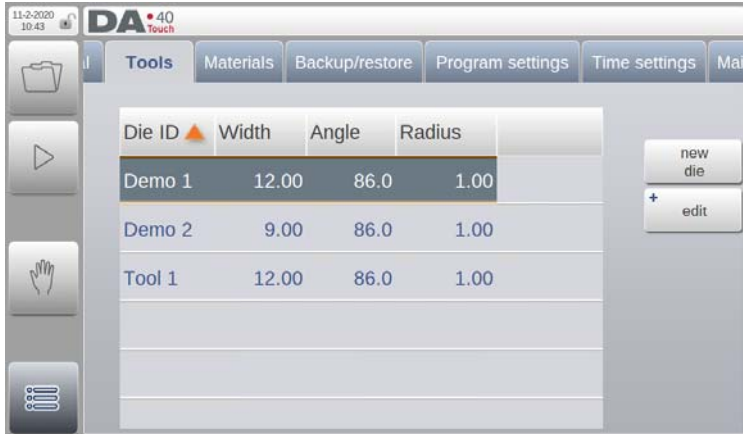 11-2-2020
10:43
DA 40
Touch
l Tools Materials Backup/restore Program settings Time settings Mai
Die ID Width Angle Radius
Demo 1 12.00 86.0 1.00
Demo 2 9.00 86.0 1.00
Tool 1 12.00 86.0 1.00
new
die
+
edit